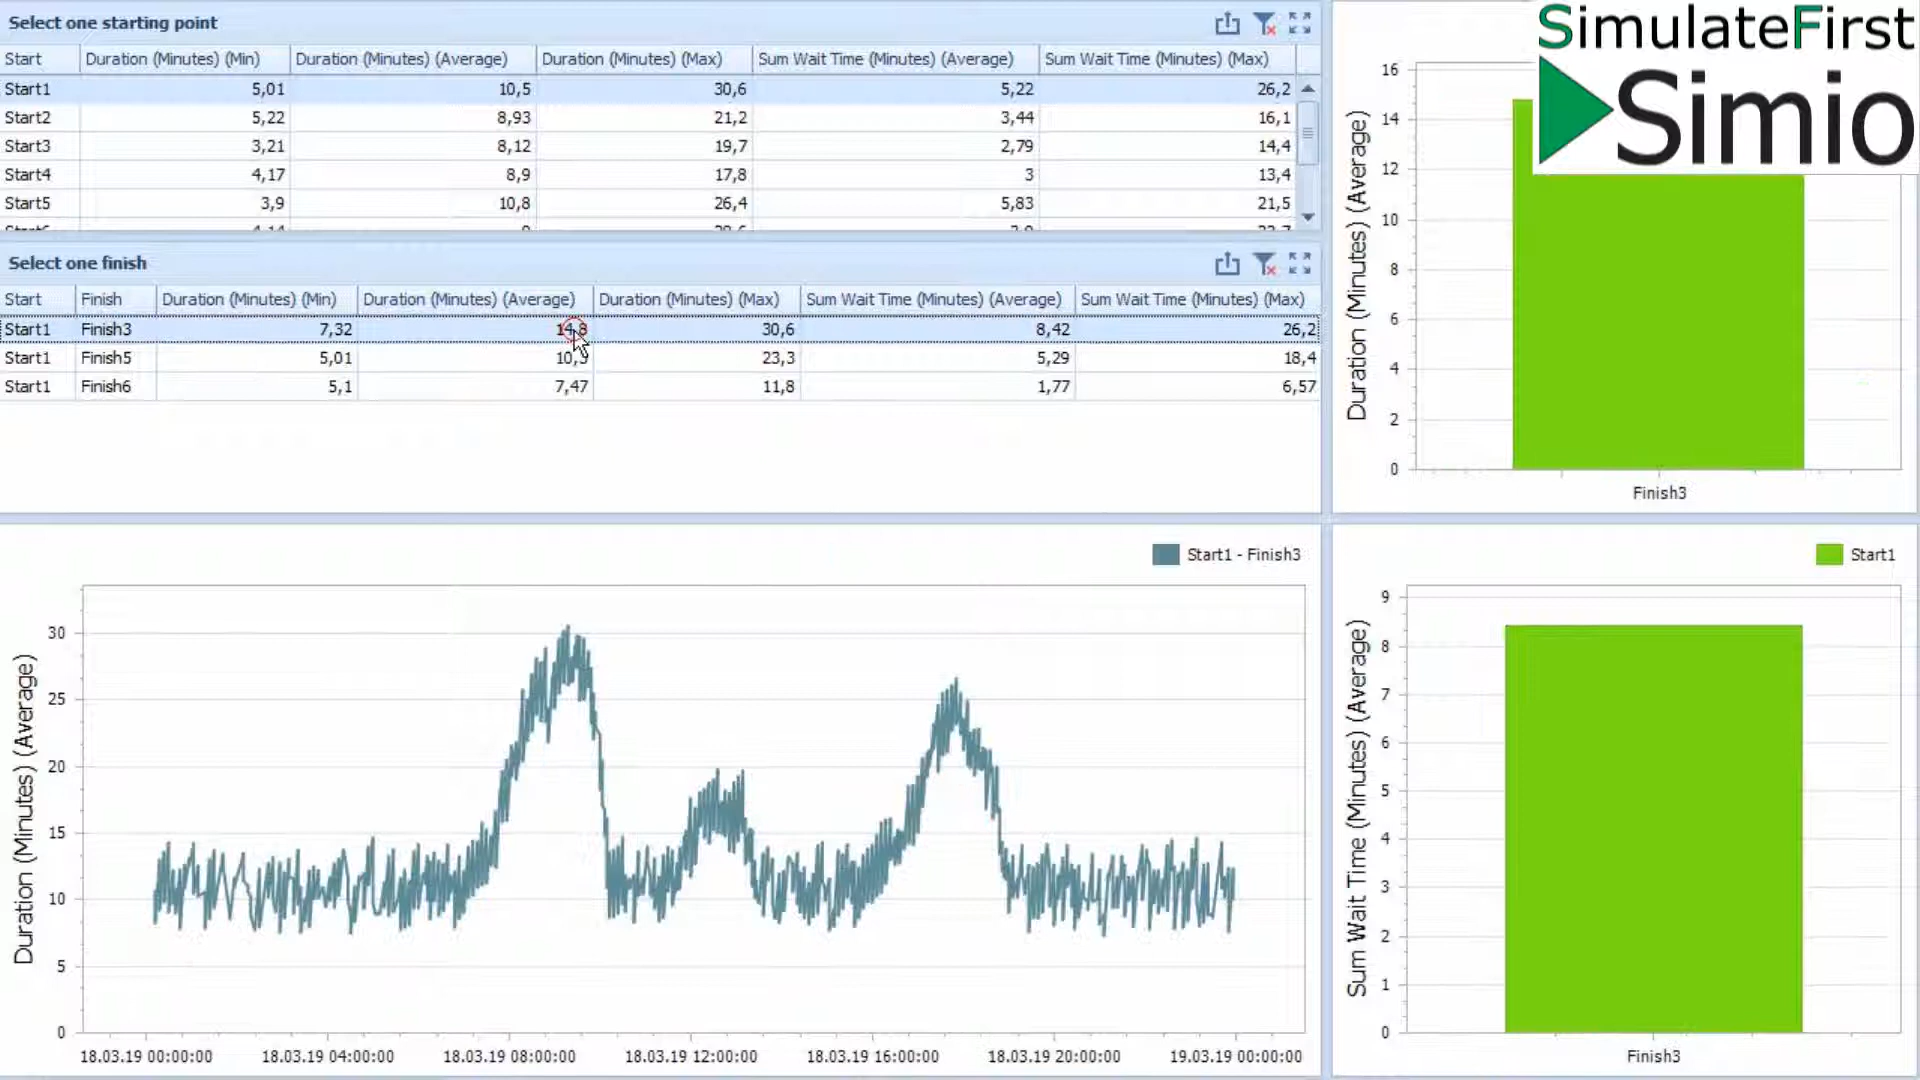 Select one starting point
Start Duration (Minutes) (Min) Duration (Minutes) (Average) Duration (Minutes) (Max) Sum Wait Time (Minutes) (Average) Sum Wait Time (Minutes) (Max)
Start1 5,01 10,5 30,6 5,22 26,2
Start2 5,22 8,93 21,2 3,44 16,1
Start3 3,21 8,12 19,7 2,79 14,4
Start4 4,17 8,9 17,8 3 13,4
Start5 3,9 10,8 26,4 5,83 21,5
Select one finish
Start Finish Duration (Minutes) (Min) Duration (Minutes) (Average) Duration (Minutes) (Max) Sum Wait Time (Minutes) (Average) Sum Wait Time (Minutes) (Max)
Start1 Finish3 7,32 14,8 30,6 8,42 26,2
Start1 Finish5 5,01 23,3 5,29 18,4
Start1 Finish6 5,1 7,47 11,8 1,77 6,57
SimulateFirst
Simio
Duration (Minutes) (Average)
16
14
12
10
8
6
4
2
0
Finish3
Start1 - Finish3
Duration (Minutes) (Average)
30
25
20
15
10
5
0
18.03.19 00:00:00 18.03.19 04:00:00 18.03.19 08:00:00 18.03.19 12:00:00 18.03.19 16:00:00 18.03.19 20:00:00 19.03.19 00:00:00
Start1
Sum Wait Time (Minutes) (Average)
9
8
7
6
5
4
3
2
1
0
Finish3